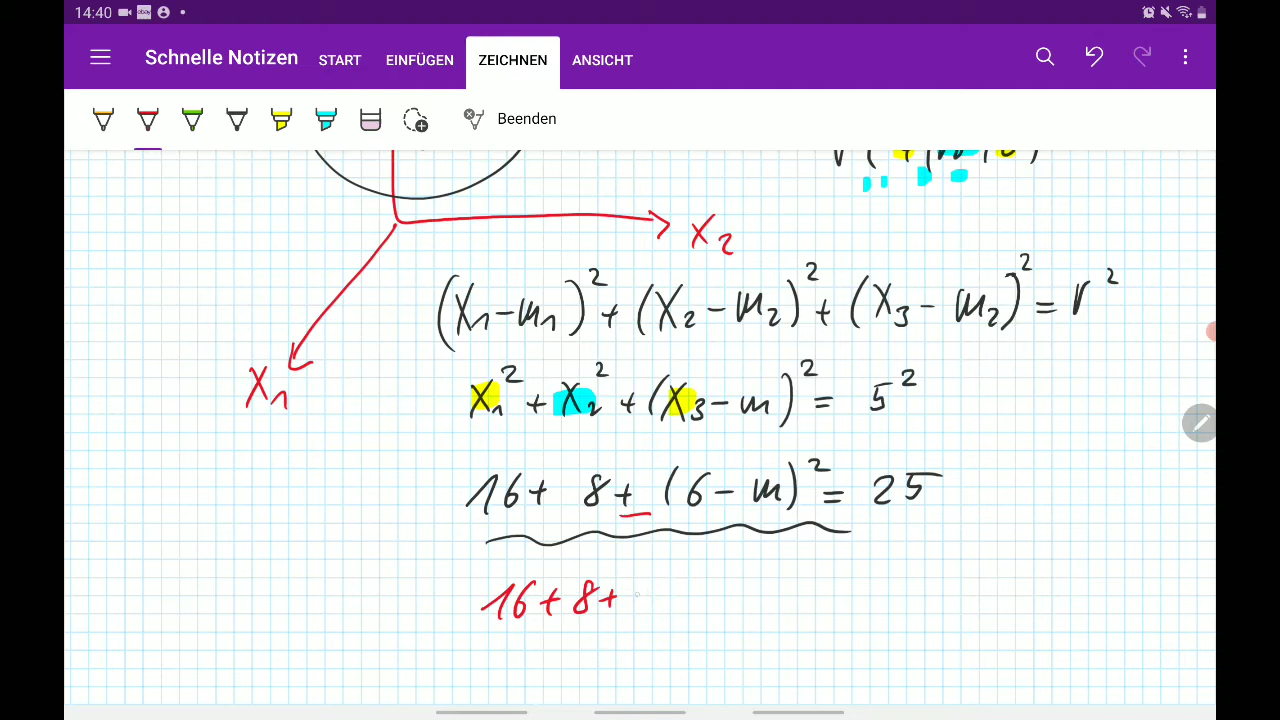 14:40
Schnelle Notizen START EINFÜGEN ZEICHNEN ANSICHT
Beenden
X₂
(X₁-m₁)² + (X₂-m₂)² + (X₃-m₂)² = r²
X₁
X₁² + X₂² + (X₃-m)² = 5²
16 + 8 + (6-m)² = 25
16 + 8 +